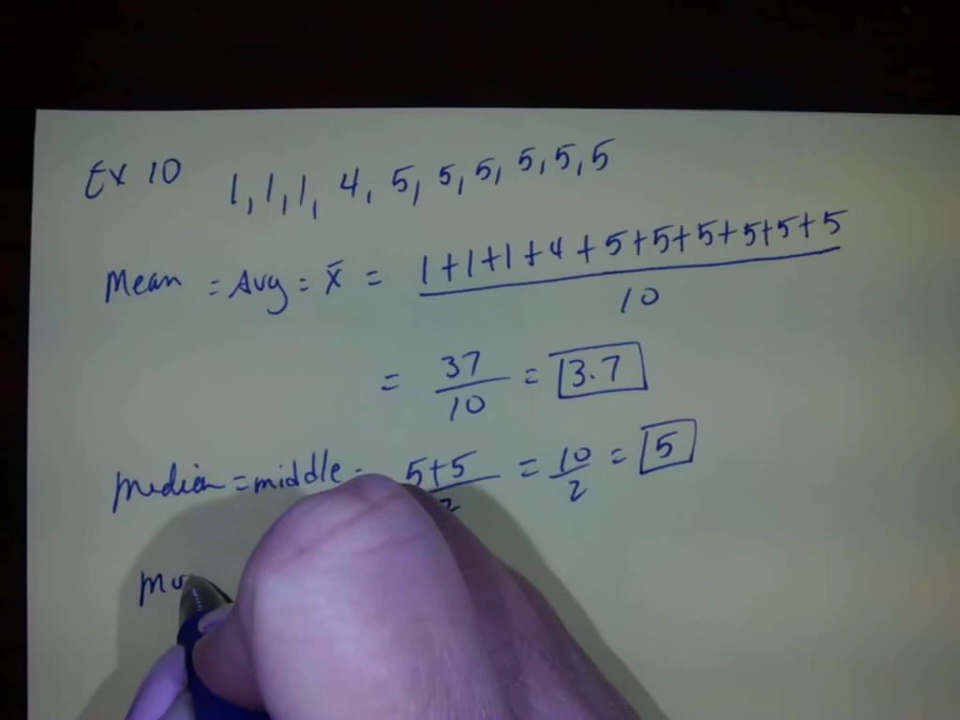 Ex 10 1, 1, 1, 4, 5, 5, 5, 5, 5, 5
Mean = Avg = x̄ = 1+1+1+4+5+5+5+5+5+5
10
= 37/10 = 3.7
median = middle = 5+5/2 = 10/2 = 5